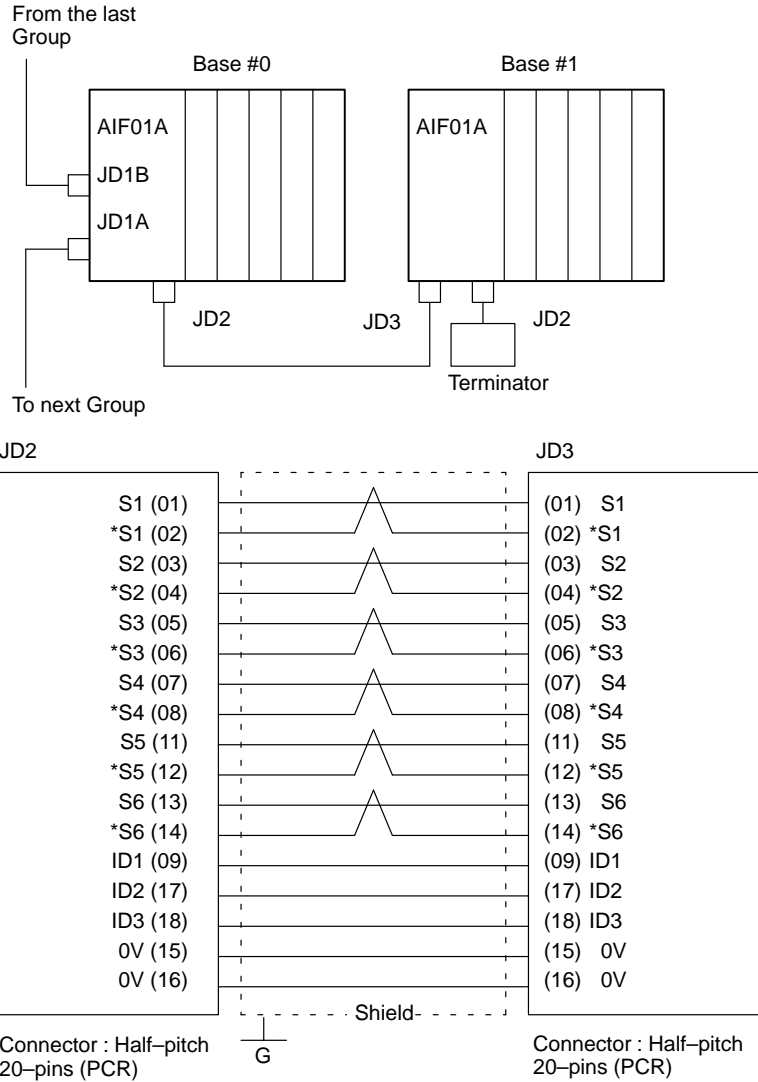 From the last
Group
Base #0
Base #1
AIF01A
AIF01A
JD1B
JD1A
JD2
JD3
JD2
Terminator
To next Group
JD2
JD3
S1 (01)
(01) S1
*S1 (02)
(02) *S1
S2 (03)
(03) S2
*S2 (04)
(04) *S2
S3 (05)
(05) S3
*S3 (06)
(06) *S3
S4 (07)
(07) S4
*S4 (08)
(08) *S4
S5 (11)
(11) S5
*S5 (12)
(12) *S5
S6 (13)
(13) S6
*S6 (14)
(14) *S6
ID1 (09)
(09) ID1
ID2 (17)
(17) ID2
ID3 (18)
(18) ID3
0V (15)
(15) 0V
0V (16)
(16) 0V
Shield
G
Connector : Half–pitch
20–pins (PCR)
Connector : Half–pitch
20–pins (PCR)